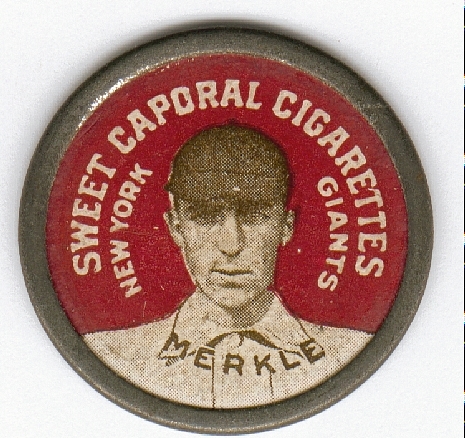 SWEET CAPORAL CIGARETTES
NEW YORK
GIANTS
MERKLE